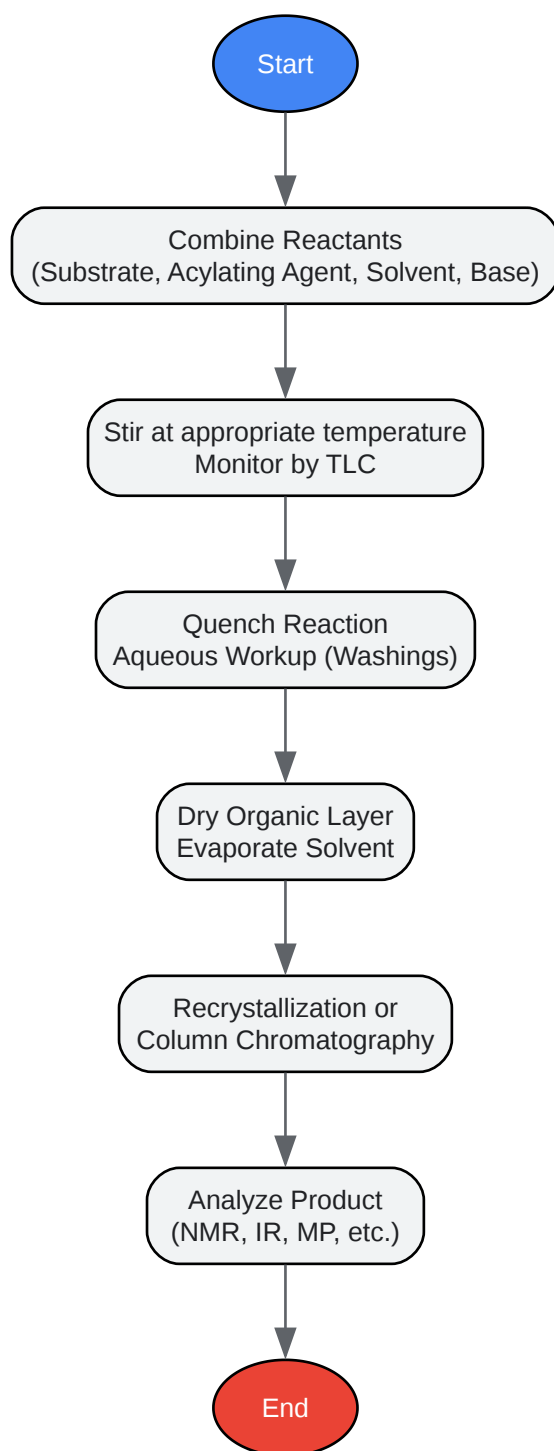 Start
Combine Reactants
(Substrate, Acylating Agent, Solvent, Base)
Stir at appropriate temperature
Monitor by TLC
Quench Reaction
Aqueous Workup (Washings)
Dry Organic Layer
Evaporate Solvent
Recrystallization or
Column Chromatography
Analyze Product
(NMR, IR, MP, etc.)
End